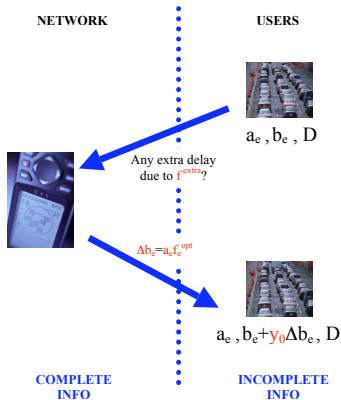 NETWORK
USERS
aₑ , bₑ , D
Any extra delay
due to fᵉˣᵗʳᵃ?
Δbₑ=aₑfₑᵒᵖᵗ
aₑ , bₑ+y₀Δbₑ, D
COMPLETE
INFO
INCOMPLETE
INFO